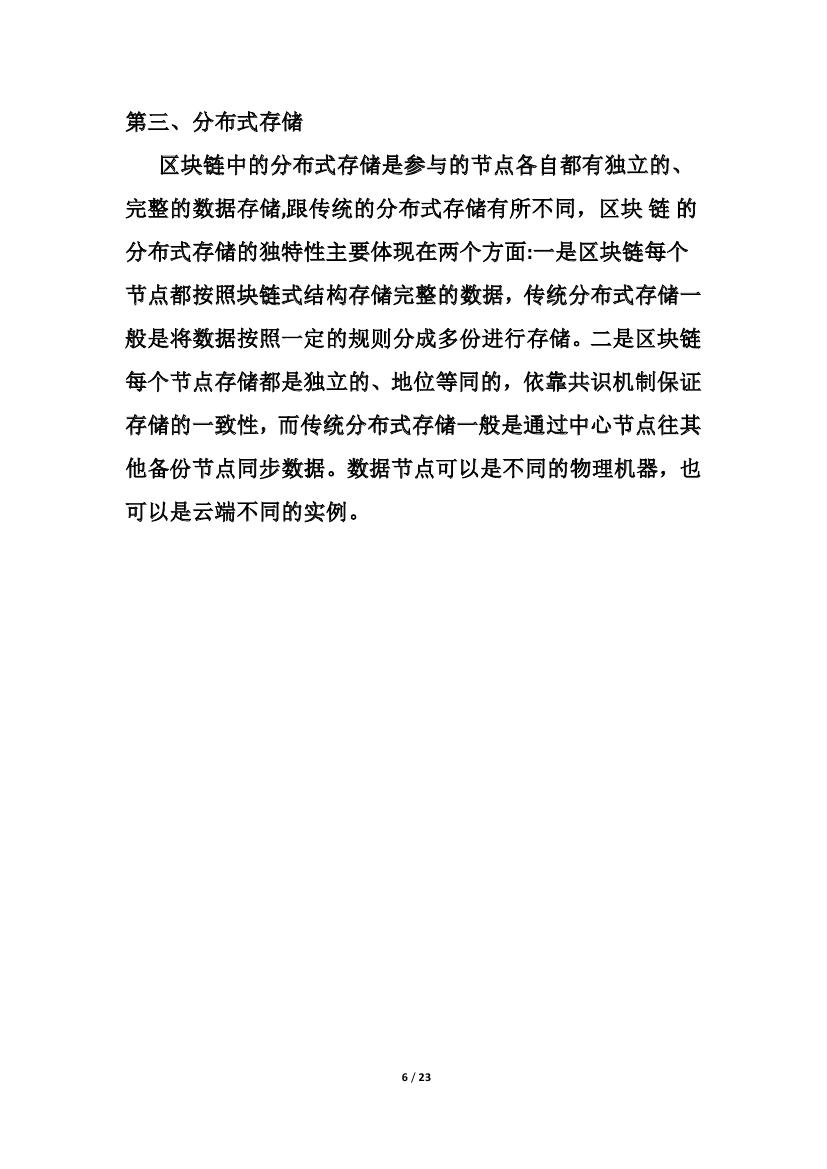 第三、分布式存储
区块链中的分布式存储是参与的节点各自都有独立的、
完整的数据存储,跟传统的分布式存储有所不同，区块 链 的
分布式存储的独特性主要体现在两个方面:一是区块链每个
节点都按照块链式结构存储完整的数据，传统分布式存储一
般是将数据按照一定的规则分成多份进行存储。二是区块链
每个节点存储都是独立的、地位等同的，依靠共识机制保证
存储的一致性，而传统分布式存储一般是通过中心节点往其
他备份节点同步数据。数据节点可以是不同的物理机器，也
可以是云端不同的实例。
6 / 23